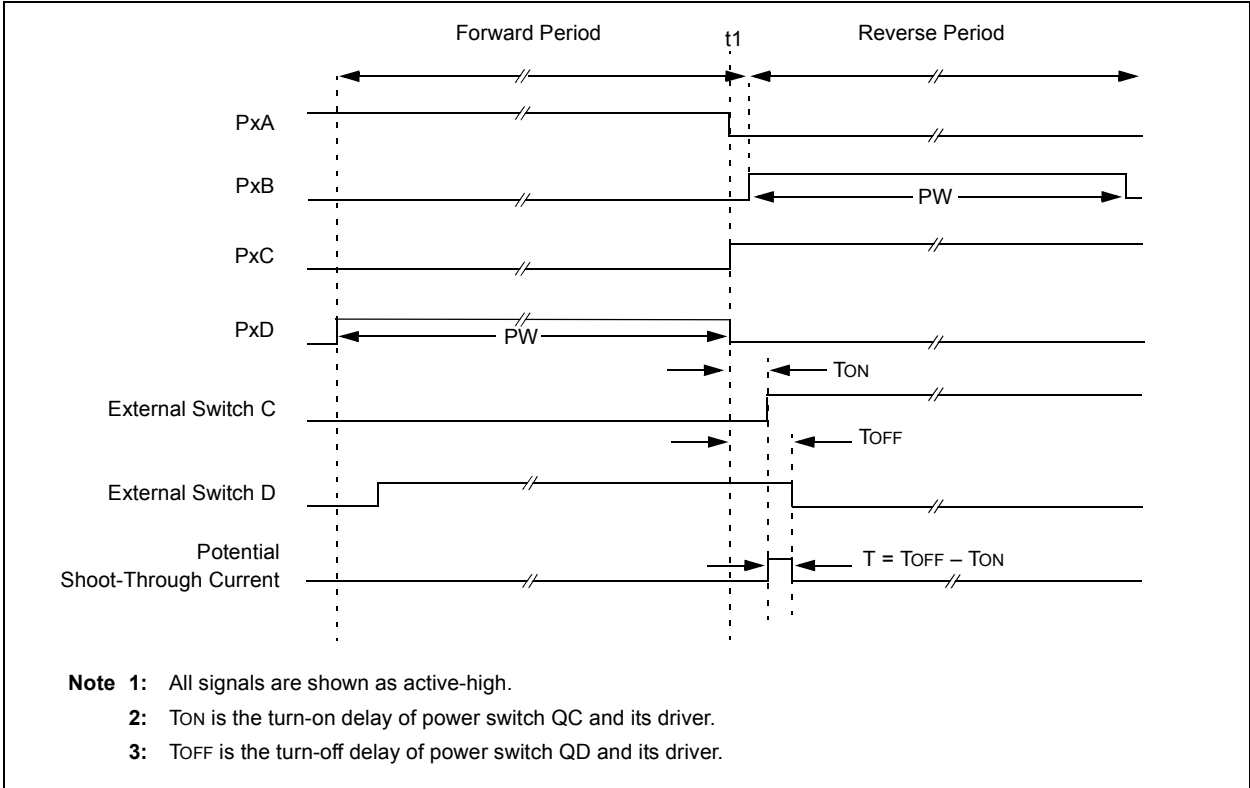 Forward Period
t1
Reverse Period
PxA
PxB
PW
PxC
PxD
PW
TON
External Switch C
TOFF
External Switch D
Potential
Shoot-Through Current
T = TOFF – TON
Note 1: All signals are shown as active-high.
2: TON is the turn-on delay of power switch QC and its driver.
3: TOFF is the turn-off delay of power switch QD and its driver.